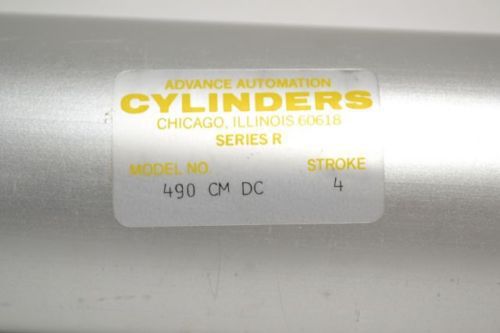 ADVANCE AUTOMATION
CYLINDERS
CHICAGO, ILLINOIS 60618
SERIES R
MODEL NO. STROKE
490 CM DC 4